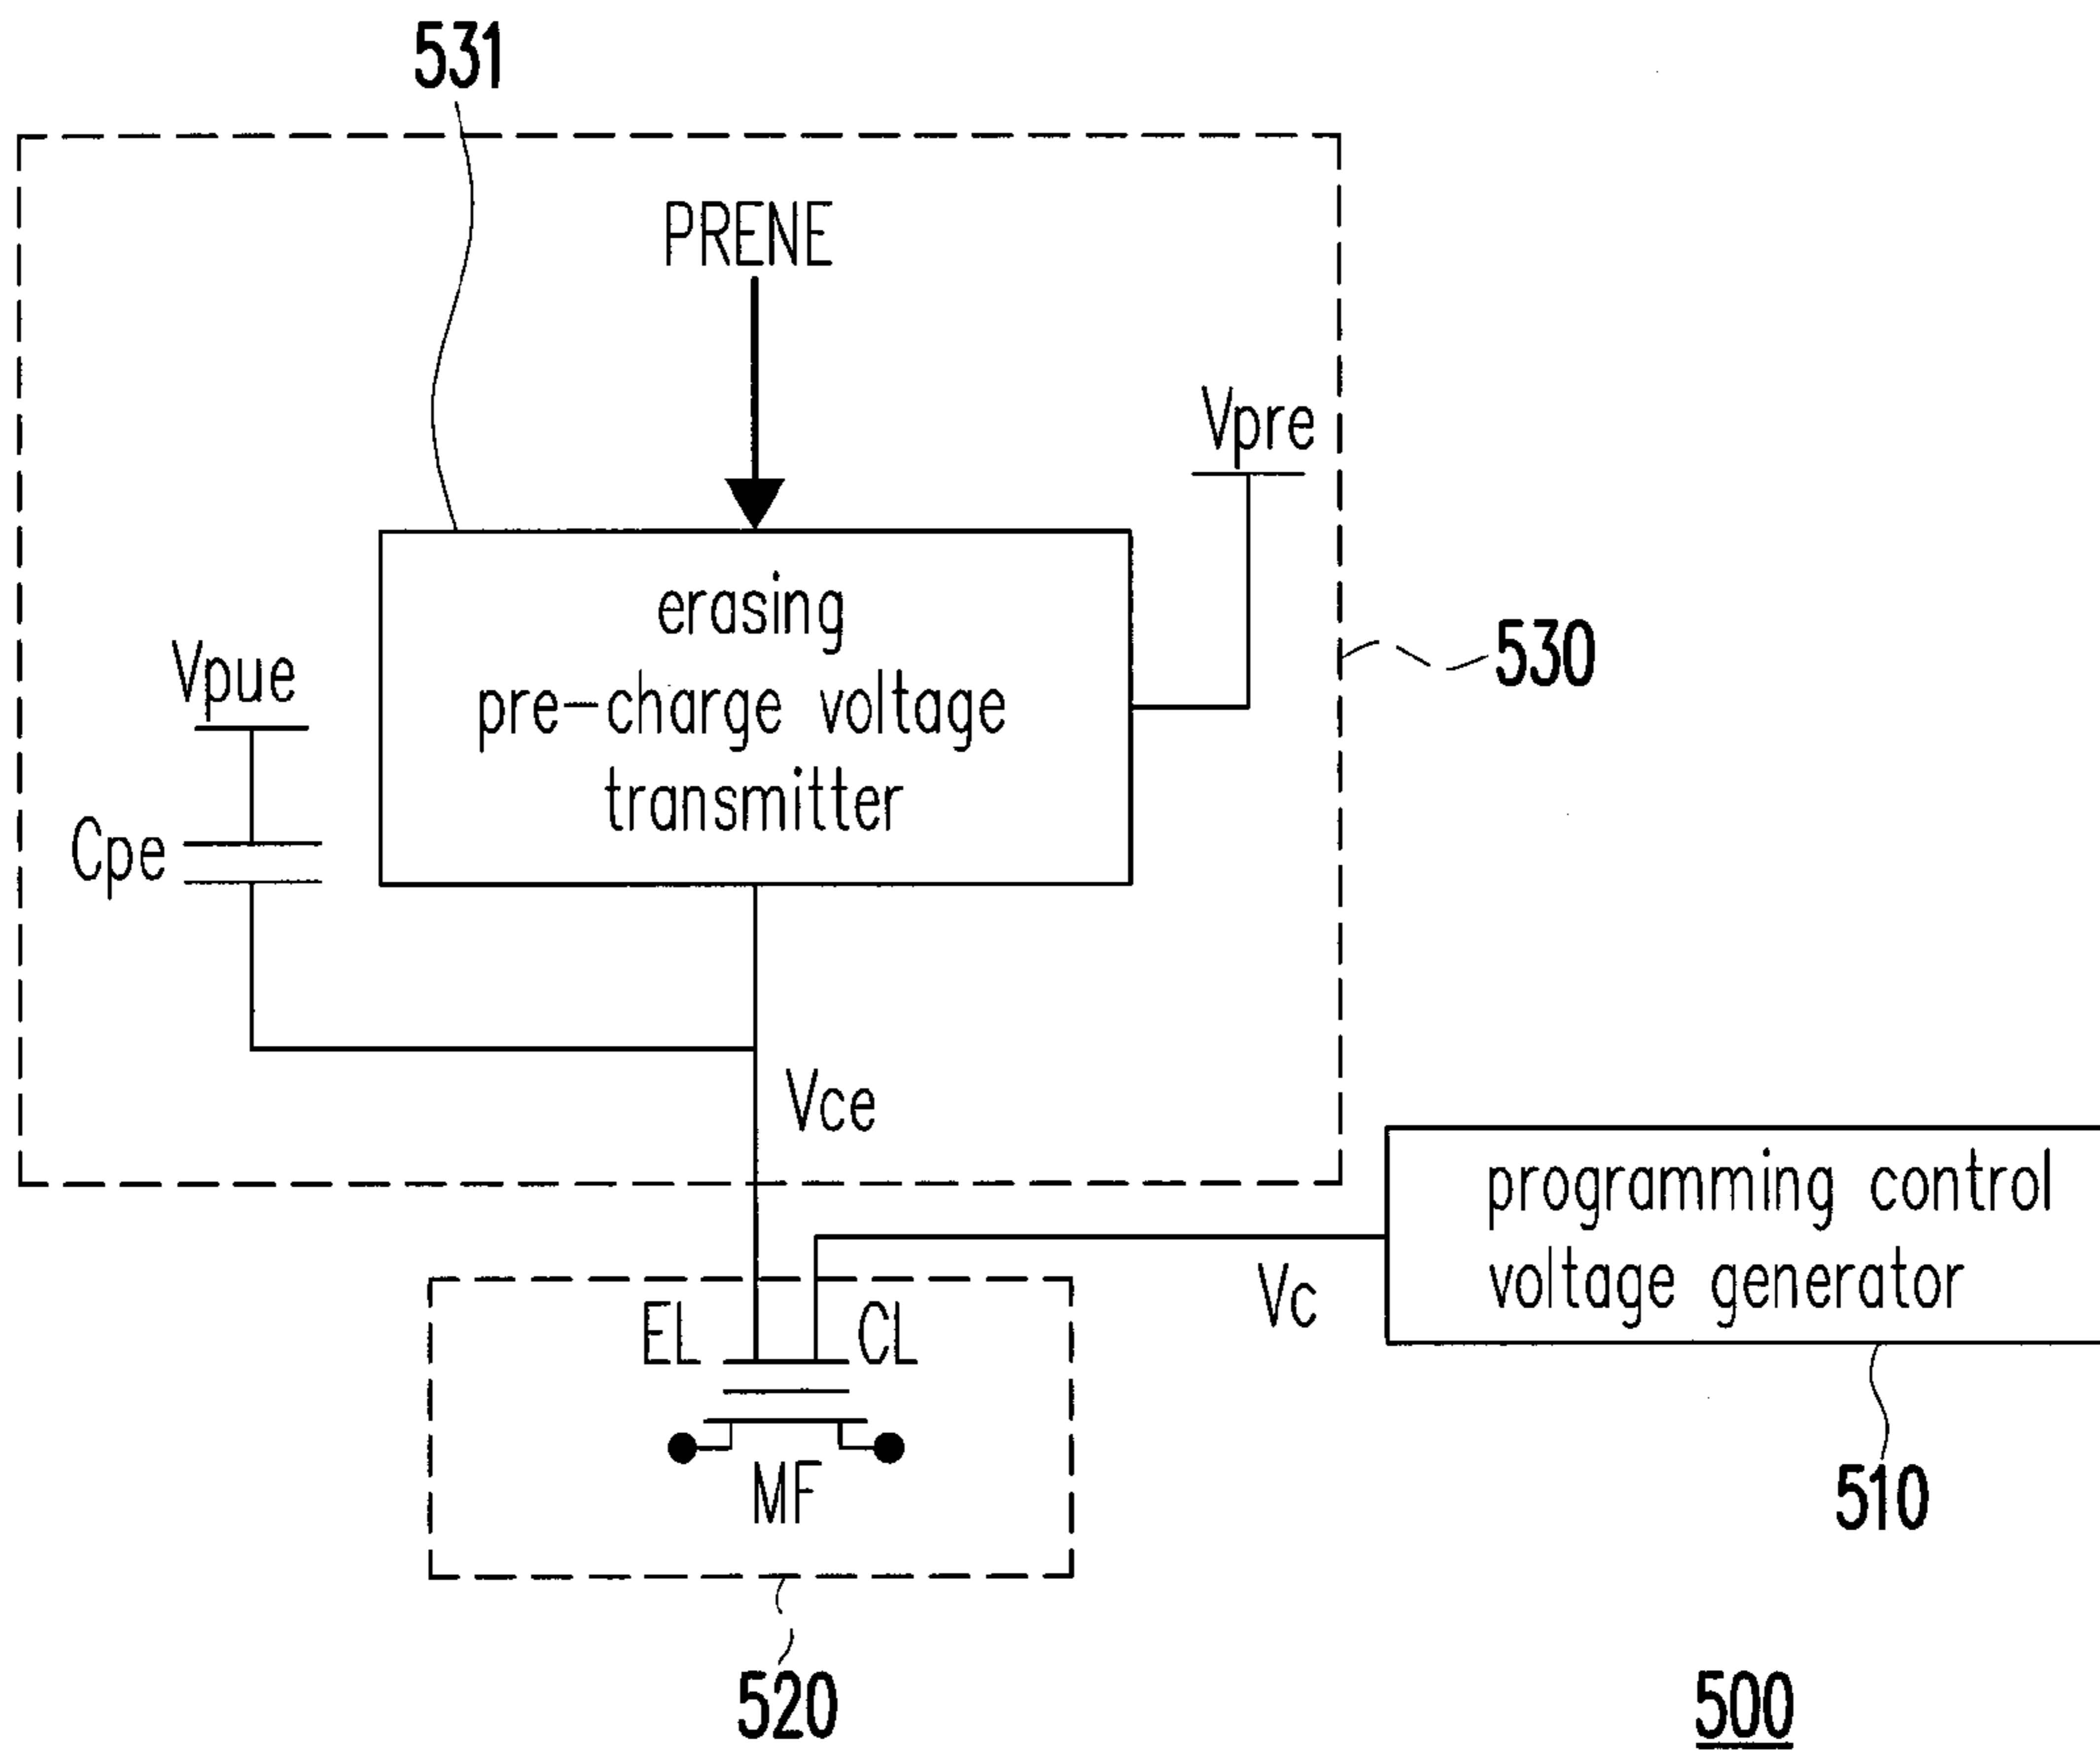 531
PRENE
Vpre
erasing
pre-charge voltage
transmitter
530
Vpue
Cpe
Vce
programming control
voltage generator
Vc
EL
CL
MF
510
520
500